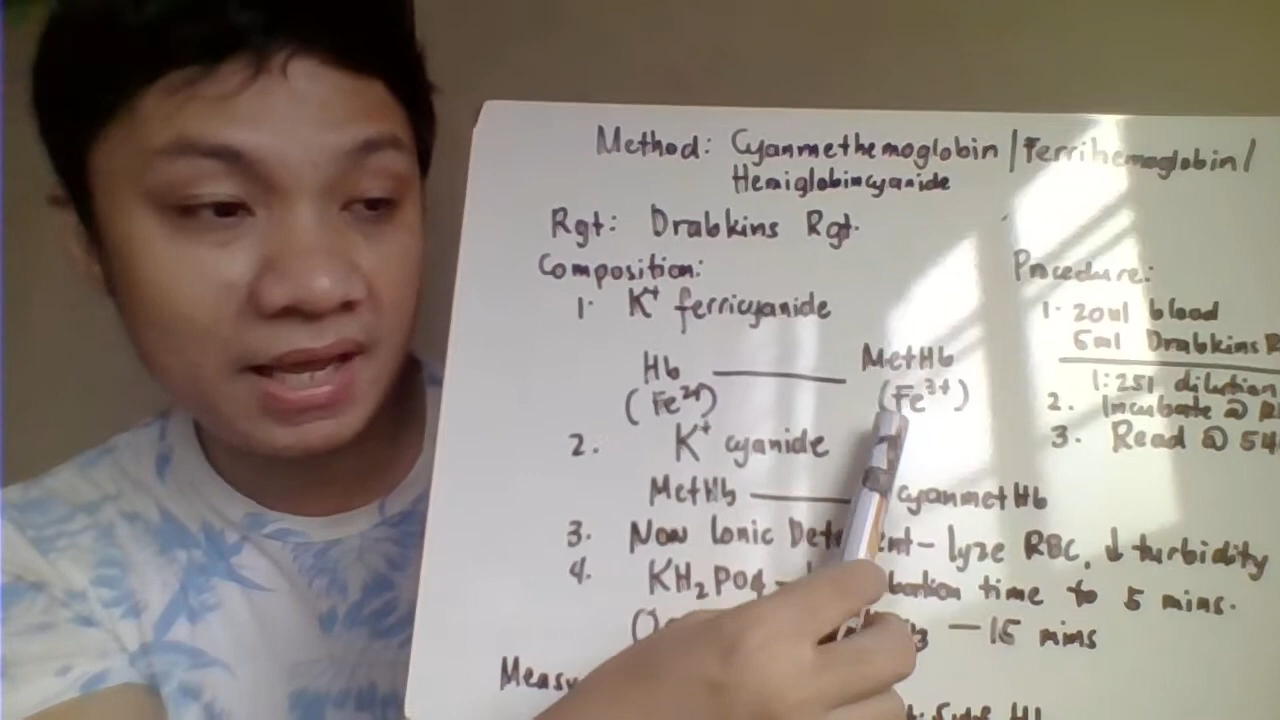 Method: Cyanmethemoglobin / Ferrihemoglobin /
Hemiglobincyanide
Rgt: Drabkins Rgt.
Composition:
1. K+ ferricyanide
Hb MetHb
(Fe2+) (Fe3+)
2. K+ cyanide
MetHb cyanmetHb
3. Non Ionic - lyze RBC, ↓ turbidity
4. KH2PO4 - time to 5 mins.
- 15 mins
Procedure:
1. 20ul blood
5ml Drabkins R
1:251 dilution
2. Incubate @ R
3. Read @ 54